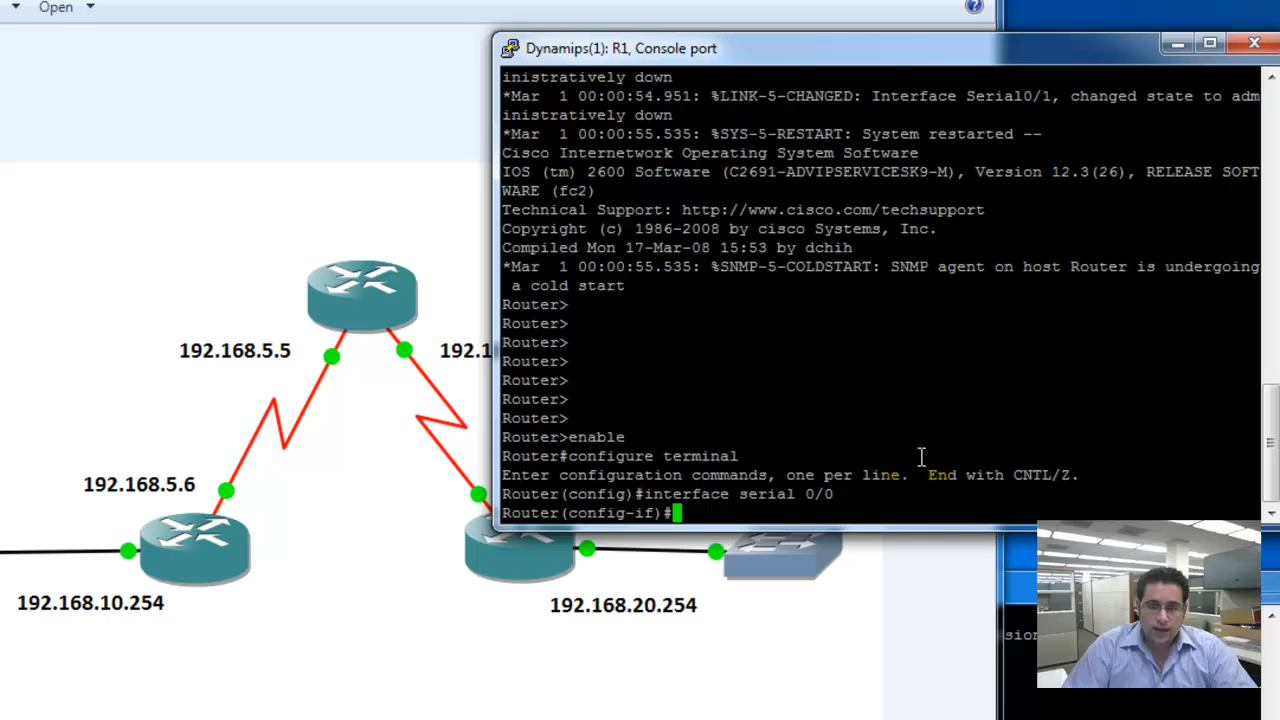 Open
Dynamips(1): R1, Console port
inistratively down
*Mar  1 00:00:54.951: %LINK-5-CHANGED: Interface Serial0/1, changed state to adm
inistratively down
*Mar  1 00:00:55.535: %SYS-5-RESTART: System restarted --
Cisco Internetwork Operating System Software
IOS (tm) 2600 Software (C2691-ADVIPSERVICESK9-M), Version 12.3(26), RELEASE SOFT
WARE (fc2)
Technical Support: http://www.cisco.com/techsupport
Copyright (c) 1986-2008 by cisco Systems, Inc.
Compiled Mon 17-Mar-08 15:53 by dchih
*Mar  1 00:00:55.535: %SNMP-5-COLDSTART: SNMP agent on host Router is undergoing
 a cold start
Router>
Router>
Router>
Router>
Router>
Router>
Router>
Router>enable
Router#configure terminal
Enter configuration commands, one per line.  End with CNTL/Z.
Router(config)#interface serial 0/0
Router(config-if)#
192.168.5.5
192.1
192.168.5.6
192.168.10.254
192.168.20.254